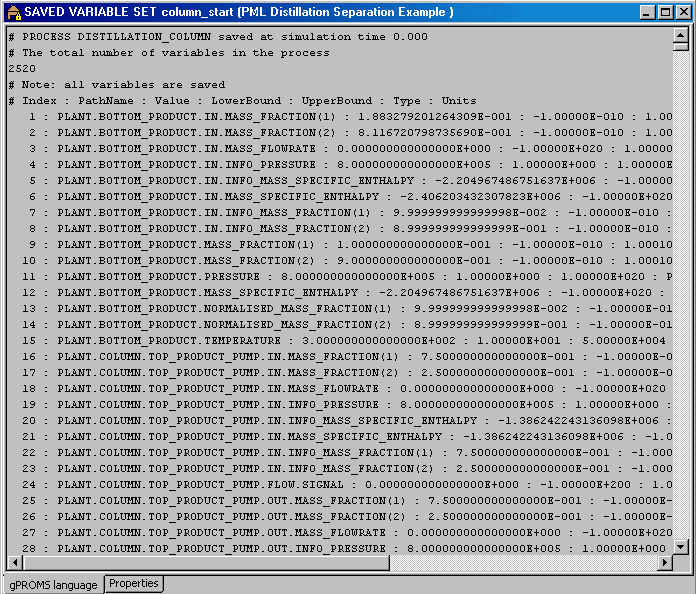 SAVED VARIABLE SET column_start (PML Distillation Separation Example )
# PROCESS DISTILLATION_COLUMN saved at simulation time 0.000
# The total number of variables in the process
2520
# Note: all variables are saved
# Index : PathName : Value : LowerBound : UpperBound : Type : Units
1 : PLANT.BOTTOM_PRODUCT.IN.MASS_FRACTION(1) : 1.883279201264309E-001 : -1.00000E-010 : 1.00
2 : PLANT.BOTTOM_PRODUCT.IN.MASS_FRACTION(2) : 8.116720798735690E-001 : -1.00000E-010 : 1.00
3 : PLANT.BOTTOM_PRODUCT.IN.MASS_FLOWRATE : 0.000000000000000E+000 : -1.00000E+020 : 1.00000
4 : PLANT.BOTTOM_PRODUCT.IN.INFO_PRESSURE : 8.000000000000000E+005 : 1.00000E+000 : 1.00000E
5 : PLANT.BOTTOM_PRODUCT.IN.INFO_MASS_SPECIFIC_ENTHALPY : -2.204967486751637E+006 : -1.0000
6 : PLANT.BOTTOM_PRODUCT.IN.MASS_SPECIFIC_ENTHALPY : -2.406203432307823E+006 : -1.00000E+020
7 : PLANT.BOTTOM_PRODUCT.IN.INFO_MASS_FRACTION(1) : 9.999999999999998E-002 : -1.00000E-010 :
8 : PLANT.BOTTOM_PRODUCT.IN.INFO_MASS_FRACTION(2) : 8.999999999999999E-001 : -1.00000E-010 :
9 : PLANT.BOTTOM_PRODUCT.MASS_FRACTION(1) : 1.000000000000000E-001 : -1.00000E-010 : 1.00010
10 : PLANT.BOTTOM_PRODUCT.MASS_FRACTION(2) : 9.000000000000000E-001 : -1.00000E-010 : 1.00010
11 : PLANT.BOTTOM_PRODUCT.PRESSURE : 8.000000000000000E+005 : 1.00000E+000 : 1.00000E+020 : P
12 : PLANT.BOTTOM_PRODUCT.MASS_SPECIFIC_ENTHALPY : -2.204967486751637E+006 : -1.00000E+020 :
13 : PLANT.BOTTOM_PRODUCT.NORMALISED_MASS_FRACTION(1) : 9.999999999999998E-002 : -1.00000E-01
14 : PLANT.BOTTOM_PRODUCT.NORMALISED_MASS_FRACTION(2) : 8.999999999999999E-001 : -1.00000E-01
15 : PLANT.BOTTOM_PRODUCT.TEMPERATURE : 3.000000000000000E+002 : 1.00000E+001 : 5.00000E+004
16 : PLANT.COLUMN.TOP_PRODUCT_PUMP.IN.MASS_FRACTION(1) : 7.500000000000000E-001 : -1.00000E-0
17 : PLANT.COLUMN.TOP_PRODUCT_PUMP.IN.MASS_FRACTION(2) : 2.500000000000000E-001 : -1.00000E-0
18 : PLANT.COLUMN.TOP_PRODUCT_PUMP.IN.MASS_FLOWRATE : 0.000000000000000E+000 : -1.00000E+020
19 : PLANT.COLUMN.TOP_PRODUCT_PUMP.IN.INFO_PRESSURE : 8.000000000000000E+005 : 1.00000E+000 :
20 : PLANT.COLUMN.TOP_PRODUCT_PUMP.IN.INFO_MASS_SPECIFIC_ENTHALPY : -1.386242243136098E+006 :
21 : PLANT.COLUMN.TOP_PRODUCT_PUMP.IN.MASS_SPECIFIC_ENTHALPY : -1.386242243136098E+006 : -1.0
22 : PLANT.COLUMN.TOP_PRODUCT_PUMP.IN.INFO_MASS_FRACTION(1) : 7.500000000000000E-001 : -1.000
23 : PLANT.COLUMN.TOP_PRODUCT_PUMP.IN.INFO_MASS_FRACTION(2) : 2.500000000000000E-001 : -1.000
24 : PLANT.COLUMN.TOP_PRODUCT_PUMP.FLOW.SIGNAL : 0.000000000000000E+000 : -1.00000E+200 : 1.0
25 : PLANT.COLUMN.TOP_PRODUCT_PUMP.OUT.MASS_FRACTION(1) : 7.500000000000000E-001 : -1.00000E-
26 : PLANT.COLUMN.TOP_PRODUCT_PUMP.OUT.MASS_FRACTION(2) : 2.500000000000000E-001 : -1.00000E-
27 : PLANT.COLUMN.TOP_PRODUCT_PUMP.OUT.MASS_FLOWRATE : 0.000000000000000E+000 : -1.00000E+020
28 : PLANT.COLUMN.TOP_PRODUCT_PUMP.OUT.INFO_PRESSURE : 8.000000000000000E+005 : 1.00000E+000
gPROMS language Properties